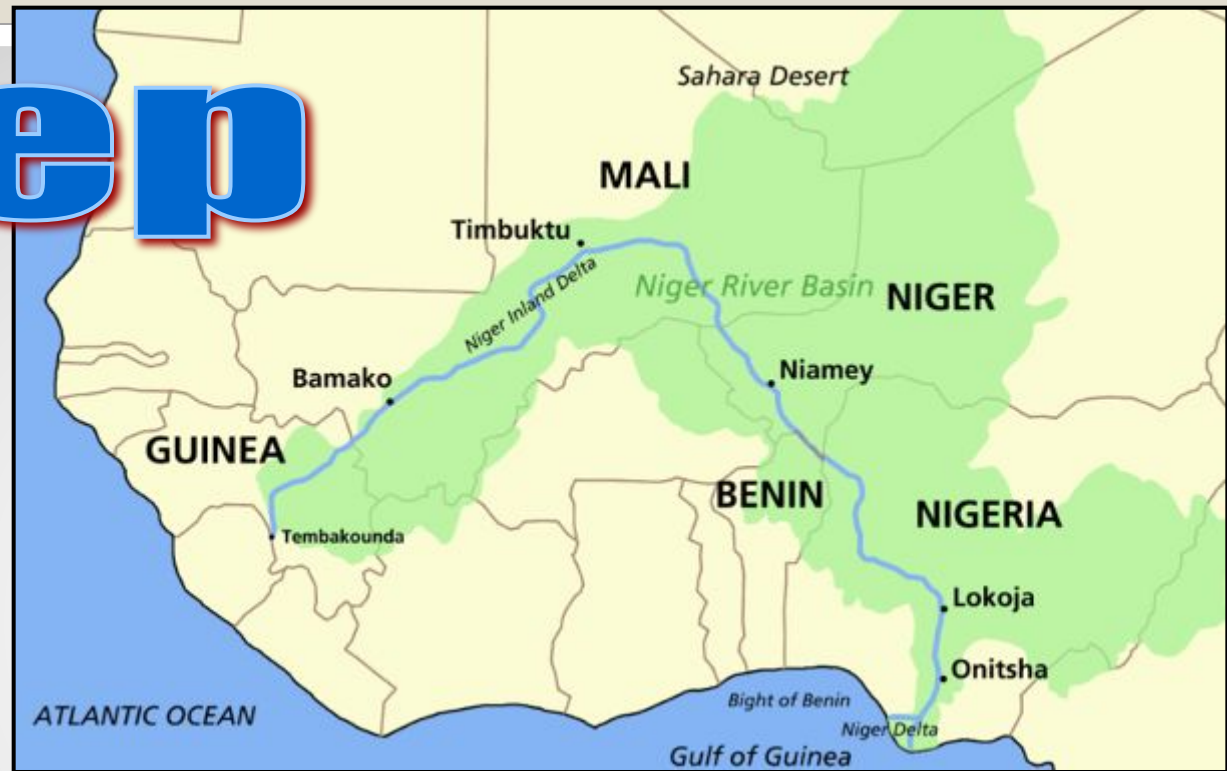 ep
Sahara Desert
MALI
Timbuktu
Niger Inland Delta
Niger River Basin
NIGER
Bamako
Niamey
GUINEA
BENIN
NIGERIA
Tembakounda
Lokoja
Onitsha
Bight of Benin
ATLANTIC OCEAN
Niger Delta
Gulf of Guinea